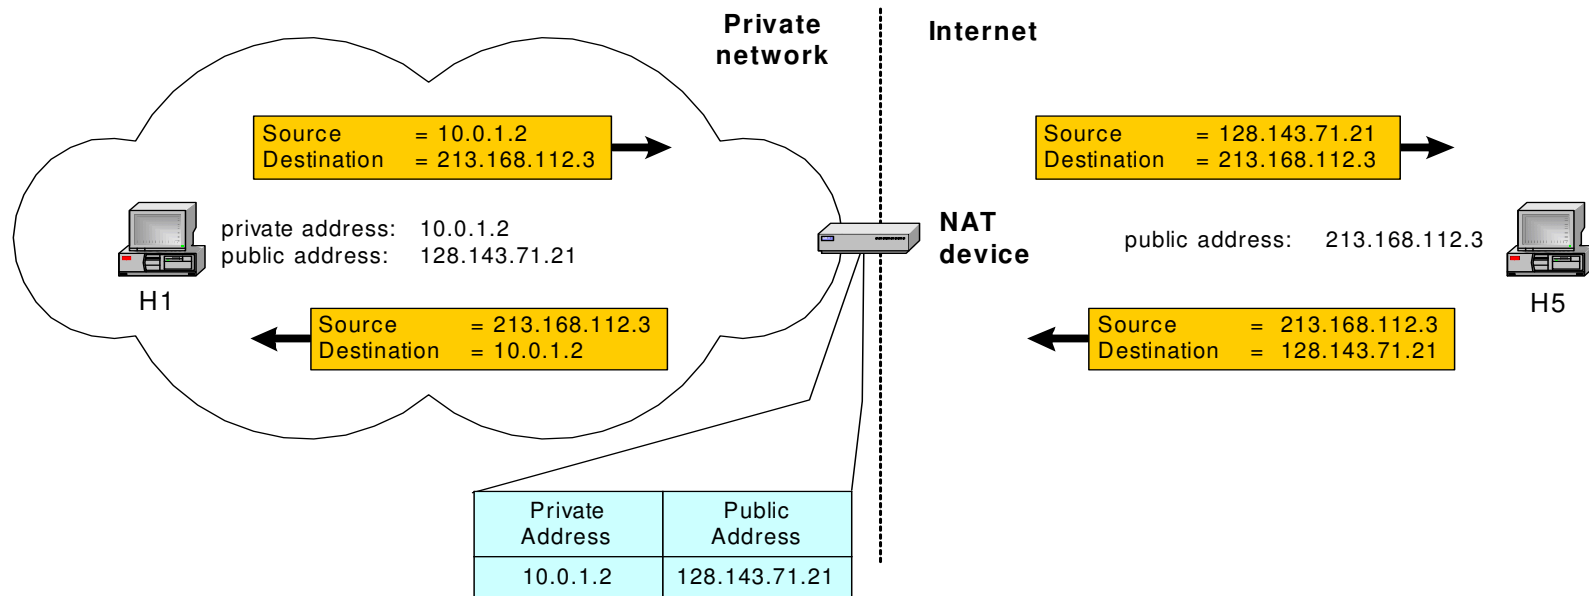 Private
network
Internet
Source = 10.0.1.2
Destination = 213.168.112.3
Source = 128.143.71.21
Destination = 213.168.112.3
private address: 10.0.1.2
public address: 128.143.71.21
H1
NAT
device
public address: 213.168.112.3
H5
Source = 213.168.112.3
Destination = 10.0.1.2
Source = 213.168.112.3
Destination = 128.143.71.21
Private
Address
Public
Address
10.0.1.2
128.143.71.21